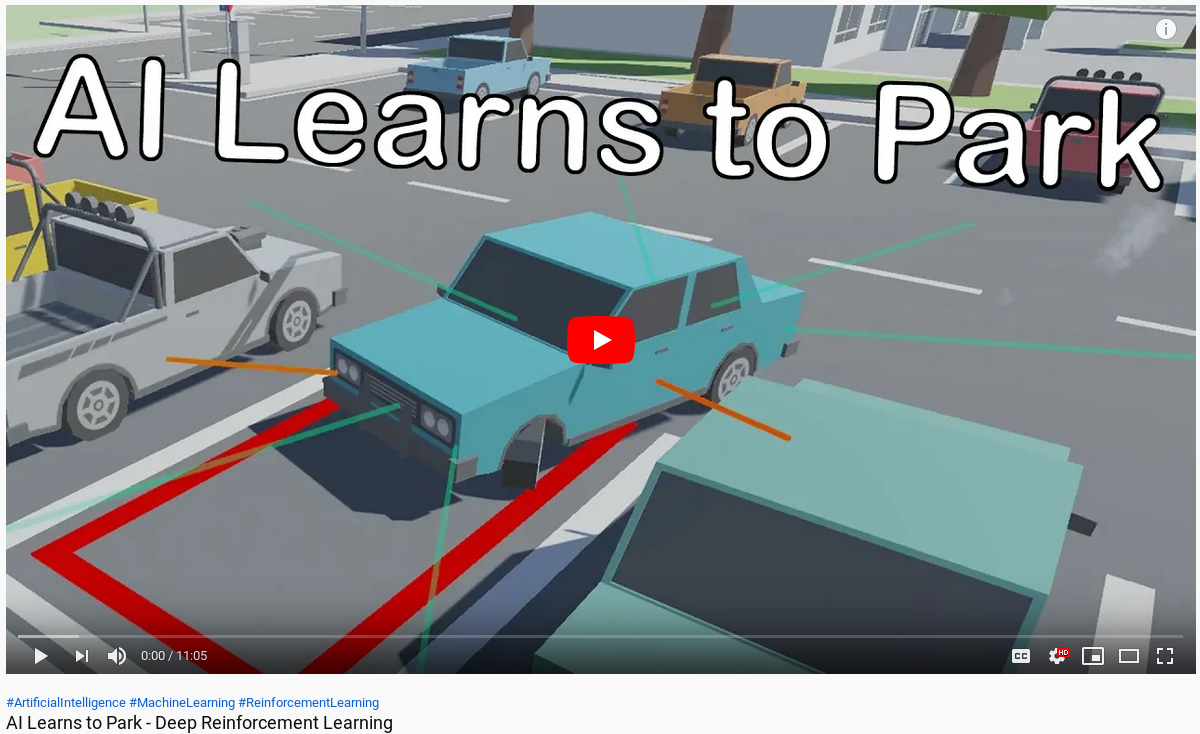 AI Learns to Park
0:00 / 11:05
CC
HD
#ArtificialIntelligence #MachineLearning #ReinforcementLearning
AI Learns to Park - Deep Reinforcement Learning